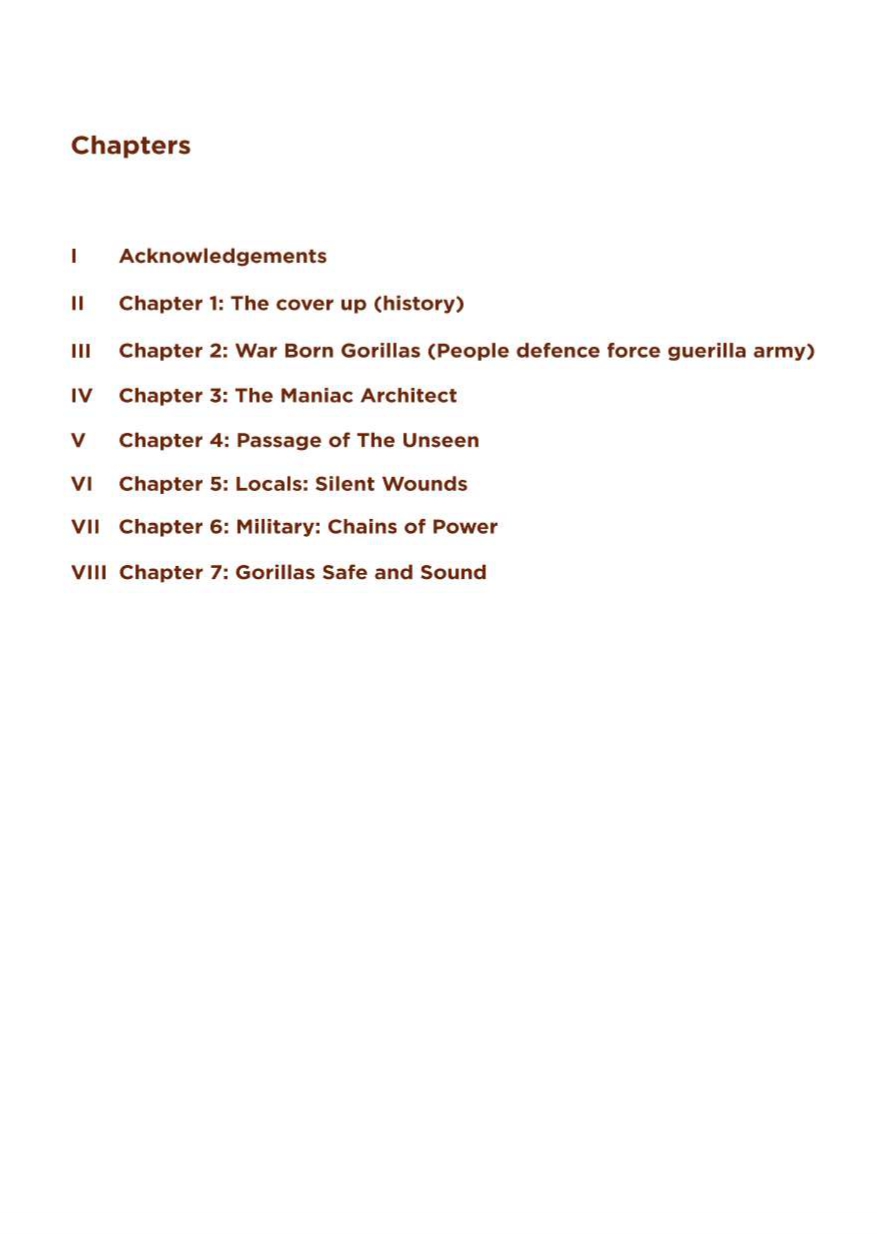 Chapters
I Acknowledgements
II Chapter 1: The cover up (history)
III Chapter 2: War Born Gorillas (People defence force guerilla army)
IV Chapter 3: The Maniac Architect
V Chapter 4: Passage of The Unseen
VI Chapter 5: Locals: Silent Wounds
VII Chapter 6: Military: Chains of Power
VIII Chapter 7: Gorillas Safe and Sound